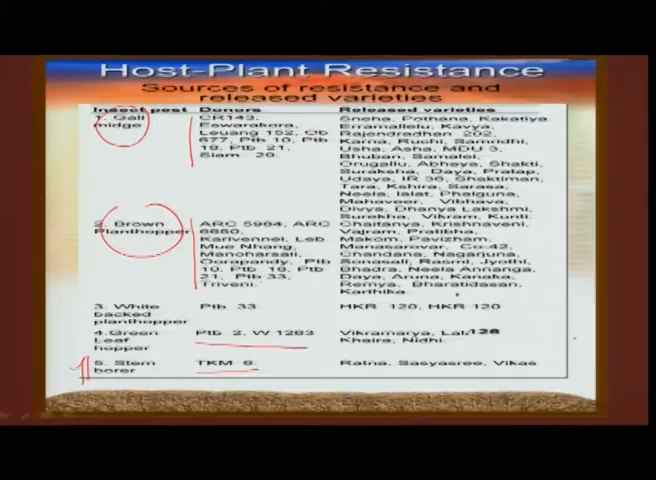 Host-Plant Resistance
Sources of resistance and
released varieties
Insect pest Donors Released varieties
1. Gall CR143, Sneha, Pothana, Kakatiya
midge Eswarakora, Erramallelu, Kavya,
Leuang 152, Ob Rajendradhan 202,
677, Ptb 10, Ptb Karna, Ruchi, Samridhi,
18, Ptb 21, Usha, Asha, MDU 3,
Siam 29. Bhuban, Samalei,
Orugallu, Abhaya, Shakti,
Suraksha, Daya, Pratap,
Udaya, IR 36, Shaktiman,
Tara, Kshira, Sarasa,
Neela, lalat, Phalguna,
Mahaveer, Vibhava,
Divya, Dhanya Lakshmi,
Surekha, Vikram, Kunti.
2. Brown ARC 5984, ARC Chaitanya, Krishnaveni,
Planthopper 6650, Vajram, Pratibha,
Karivennel, Leb Makom, Pavizham,
Mue Nhang, Manasarovar, Co.42,
Manoharsali, Chandana, Nagarjuna,
Oorapandy, Ptb Sonasali, Rasmi, Jyothi,
10, Ptb 18, Ptb Bhadra, Neela Annanga,
21, Ptb 33, Daya, Aruna, Kanaka,
Triveni. Remya, Bharatidasan,
Karthika.
3. White Ptb 33 HKR 120, HKR 120
backed
planthopper
4.Green Ptb 2, W 1263 Vikramarya, 126
Leaf Khaira, Nidhi.
hopper
5. Stem TKM 6. Ratna, Sasyasree, Vikas
borer